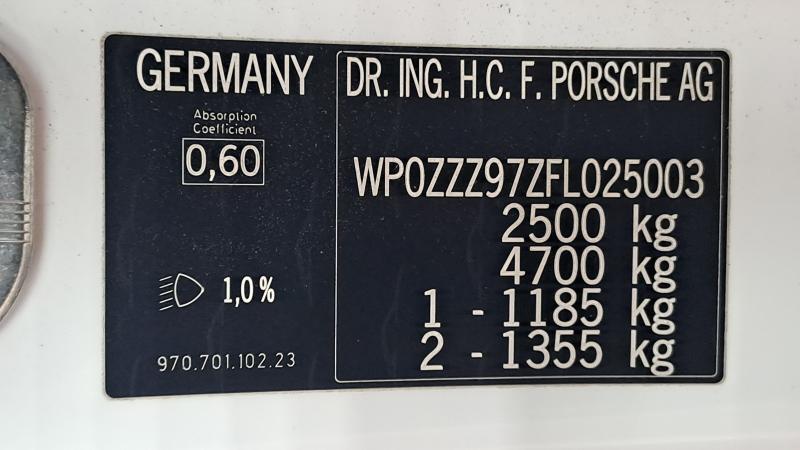 GERMANY
Absorption
Coefficient
0,60
1,0 %
970.701.102.23
DR. ING. H.C. F. PORSCHE AG
WP0ZZZ97ZFL025003
2500 kg
4700 kg
1 - 1185 kg
2 - 1355 kg